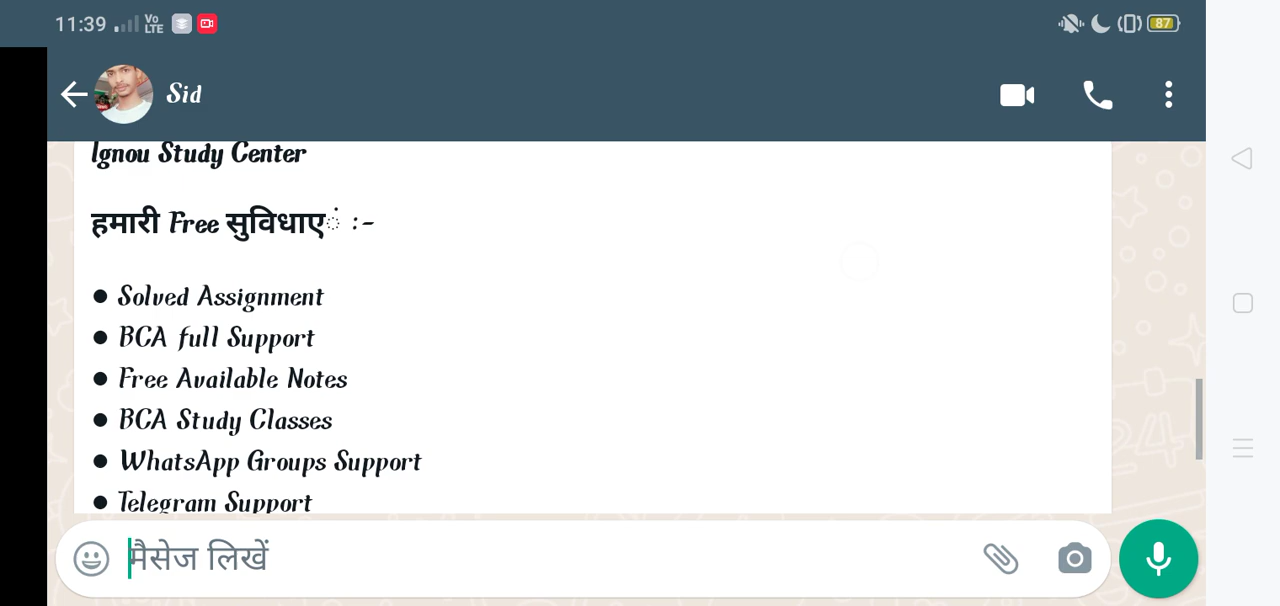 11:39 Vo LTE 87
Sid
Ignou Study Center
हमारी Free सुविधाएं :-
● Solved Assignment
● BCA full Support
● Free Available Notes
● BCA Study Classes
● WhatsApp Groups Support
● Telegram Support
मैसेज लिखें